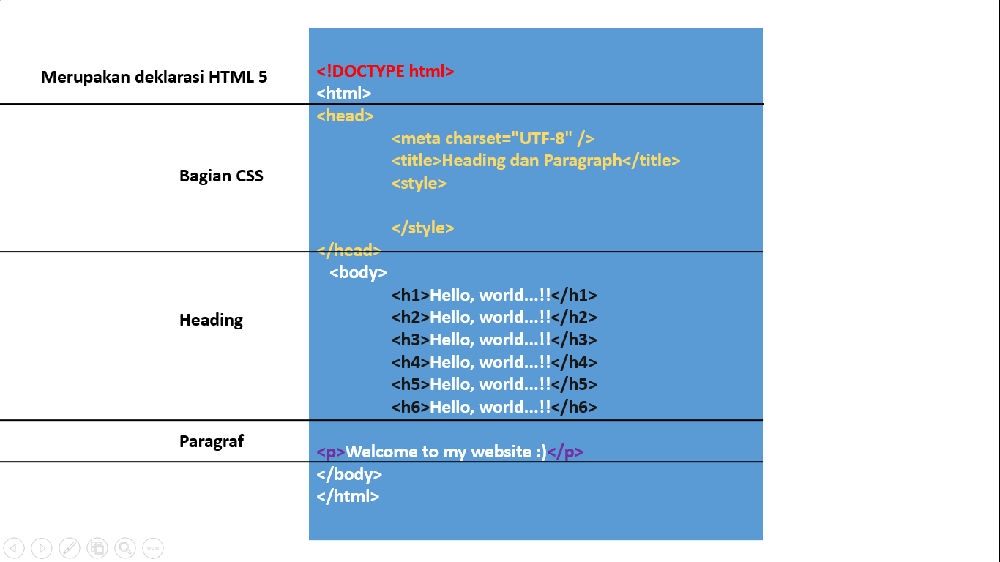 Merupakan deklarasi HTML 5
<!DOCTYPE html>
<html>
<head>
<meta charset="UTF-8" />
<title>Heading dan Paragraph</title>
Bagian CSS
<style>
</style>
</head>
<body>
<h1>Hello, world...!!</h1>
Heading
<h2>Hello, world...!!</h2>
<h3>Hello, world...!!</h3>
<h4>Hello, world...!!</h4>
<h5>Hello, world...!!</h5>
<h6>Hello, world...!!</h6>
Paragraf
<p>Welcome to my website :)</p>
</body>
</html>